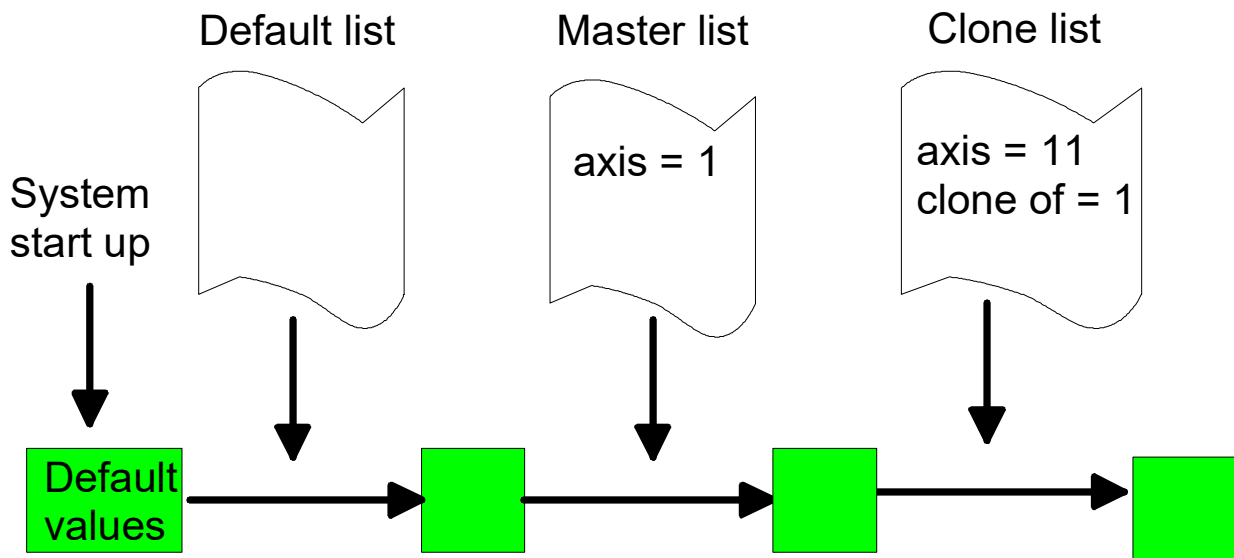 Default list
Master list
Clone list
axis = 1
axis = 11
clone of = 1
System
start up
Default
values